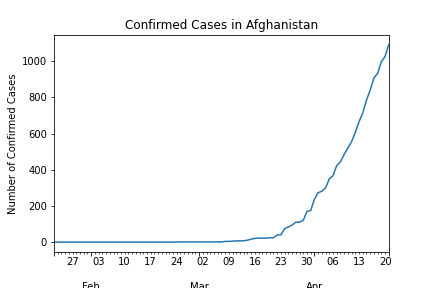 Confirmed Cases in Afghanistan
Number of Confirmed Cases
1000
800
600
400
200
0
27 03 10 17 24 02 09 16 23 30 06 13 20
Feb Mar Apr